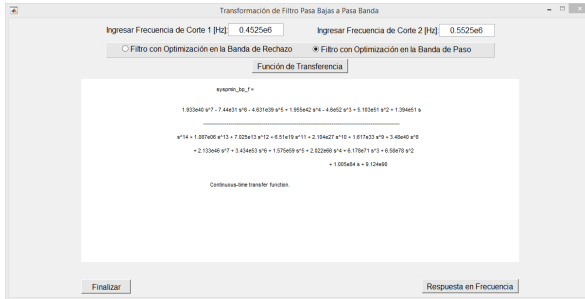 Transformación de Filtro Pasa Bajas a Pasa Banda
Ingresar Frecuencia de Corte 1 [Hz]: 0.4525e6 Ingresar Frecuencia de Corte 2 [Hz]: 0.5525e6
Filtro con Optimización en la Banda de Rechazo Filtro con Optimización en la Banda de Paso
Función de Transferencia
syspmin_bp_f =
1.933e40 s^7 - 7.44e31 s^6 - 4.631e39 s^5 + 1.955e42 s^4 - 4.6e52 s^3 + 5.103e51 s^2 + 1.394e51 s
s^14 + 1.087e06 s^13 + 7.025e13 s^12 + 6.51e19 s^11 + 2.104e27 s^10 + 1.617e33 s^9 + 3.48e40 s^8
+ 2.133e46 s^7 + 3.434e53 s^6 + 1.575e59 s^5 + 2.022e66 s^4 + 6.178e71 s^3 + 6.58e78 s^2
+ 1.005e84 s + 9.124e90
Continuous-time transfer function.
Finalizar Respuesta en Frecuencia